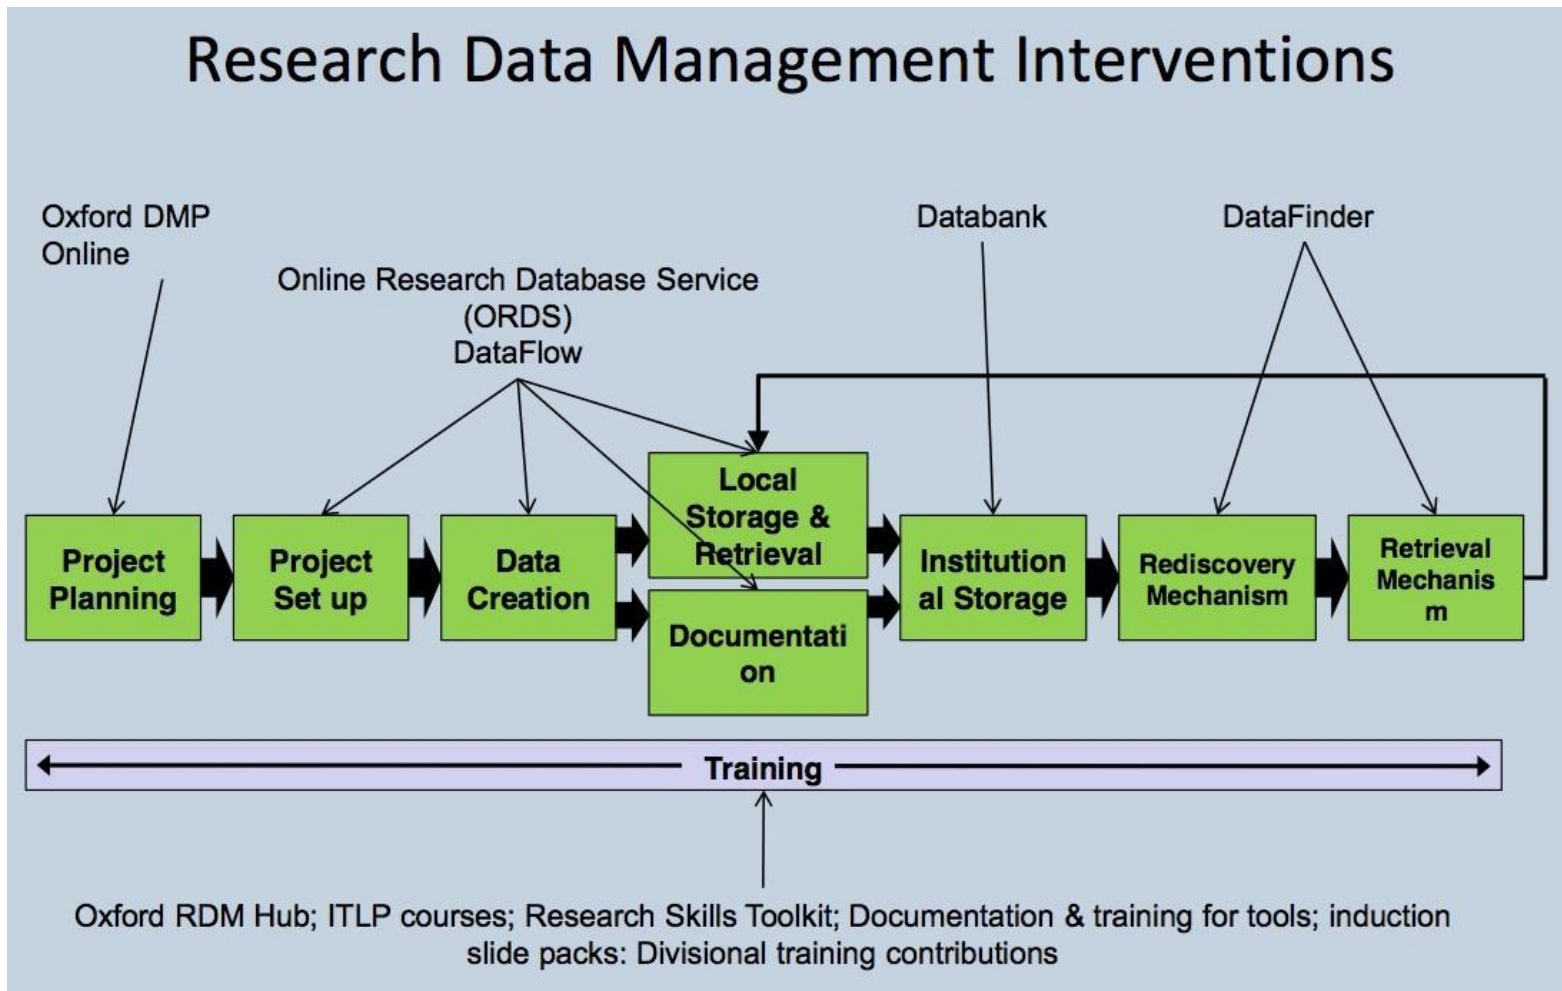 Research Data Management Interventions
Oxford DMP
Online
Online Research Database Service
(ORDS)
DataFlow
Databank
DataFinder
Project
Planning
Project
Set up
Data
Creation
Local
Storage &
Retrieval
Documentati
on
Institution
al Storage
Rediscovery
Mechanism
Retrieval
Mechanis
m
Training
Oxford RDM Hub; ITLP courses; Research Skills Toolkit; Documentation & training for tools; induction
slide packs: Divisional training contributions